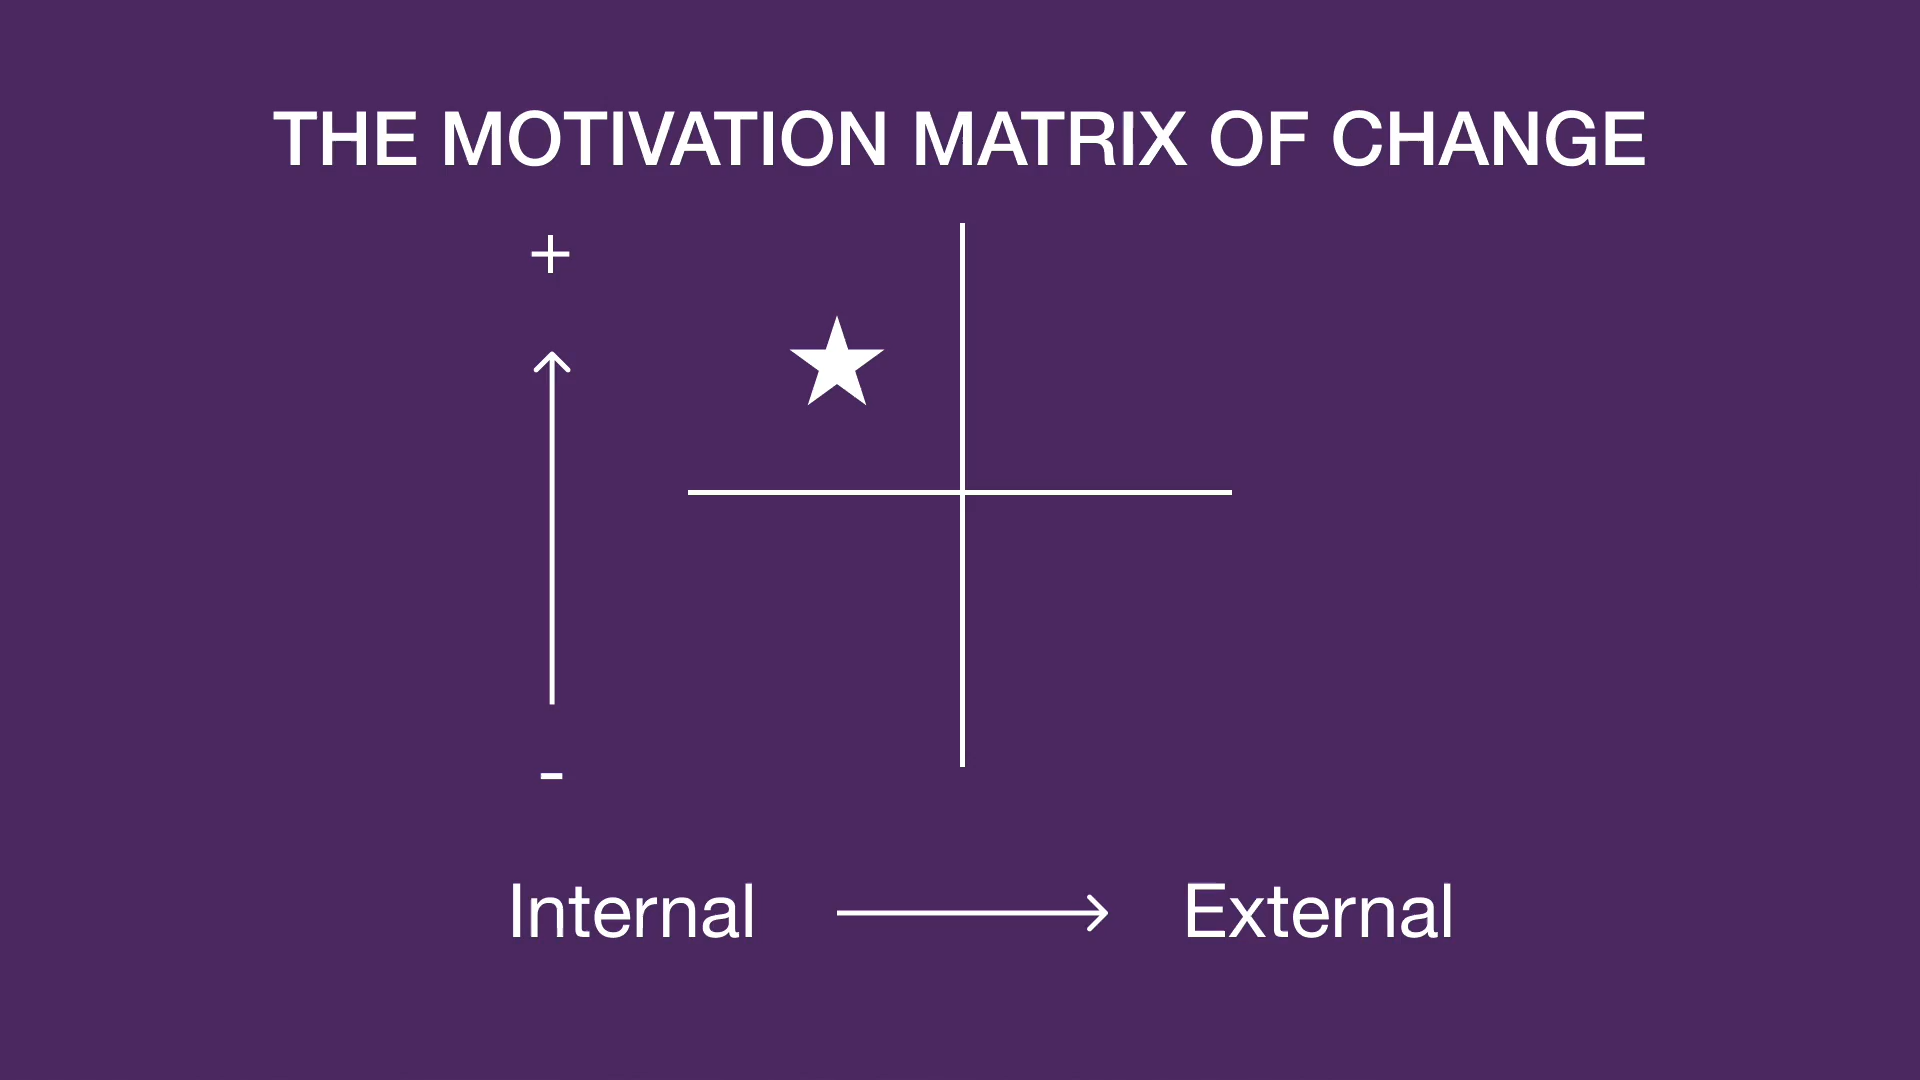 THE MOTIVATION MATRIX OF CHANGE
+
-
Internal External